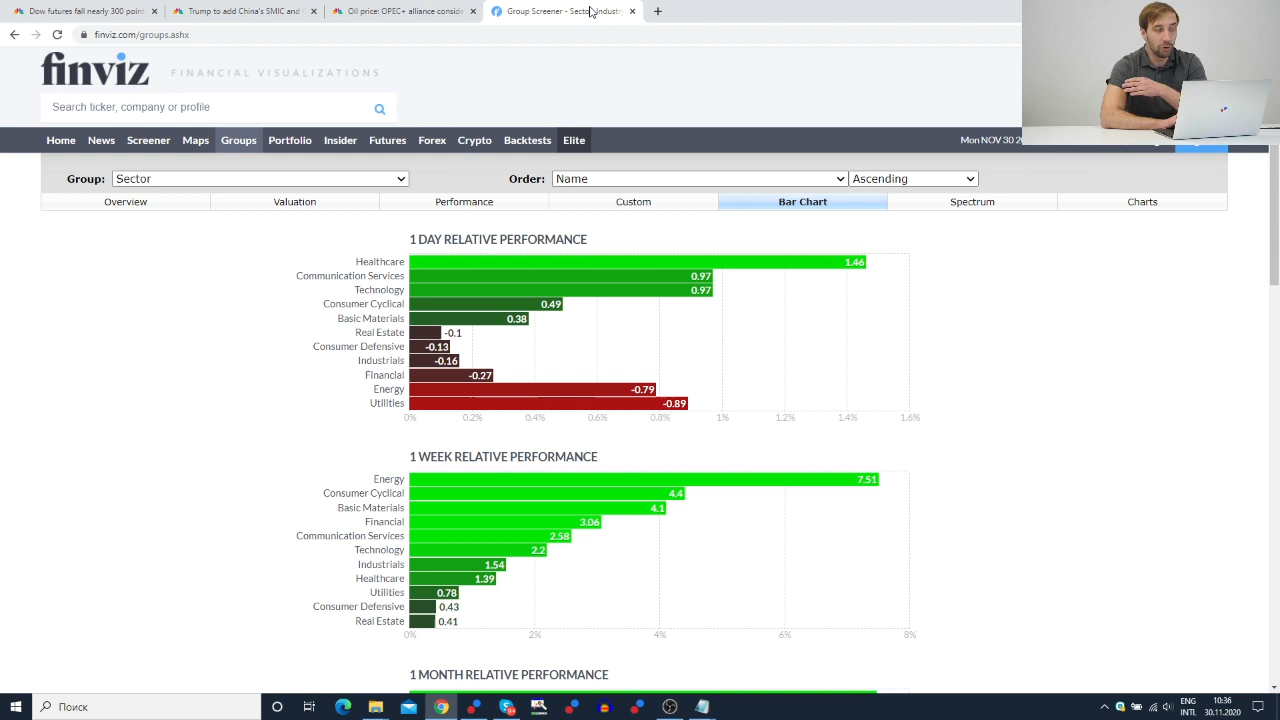 Dow futures fall nearly 300 point
Trump to add China's SMIC and
Oil price: OPEC+ alliance conside
Group Screener - Sector/Industry
finviz.com/groups.ashx
finviz FINANCIAL VISUALIZATIONS
Search ticker, company or profile
Home News Screener Maps Groups Portfolio Insider Futures Forex Crypto Backtests Elite
Mon NOV 30 20
Group: Sector
Order: Name Ascending
Overview Valuation Performance Custom Bar Chart Spectrum Charts
1 DAY RELATIVE PERFORMANCE
Healthcare 1.46
Communication Services 0.97
Technology 0.97
Consumer Cyclical 0.49
Basic Materials 0.38
Real Estate -0.1
Consumer Defensive -0.13
Industrials -0.16
Financial -0.27
Energy -0.79
Utilities -0.89
0% 0.2% 0.4% 0.6% 0.8% 1% 1.2% 1.4% 1.6%
1 WEEK RELATIVE PERFORMANCE
Energy 7.51
Consumer Cyclical 4.4
Basic Materials 4.1
Financial 3.06
Communication Services 2.58
Technology 2.2
Industrials 1.54
Healthcare 1.39
Utilities 0.78
Consumer Defensive 0.43
Real Estate 0.41
0% 2% 4% 6% 8%
1 MONTH RELATIVE PERFORMANCE
Поиск
ENG
INTL
10:36
30.11.2020